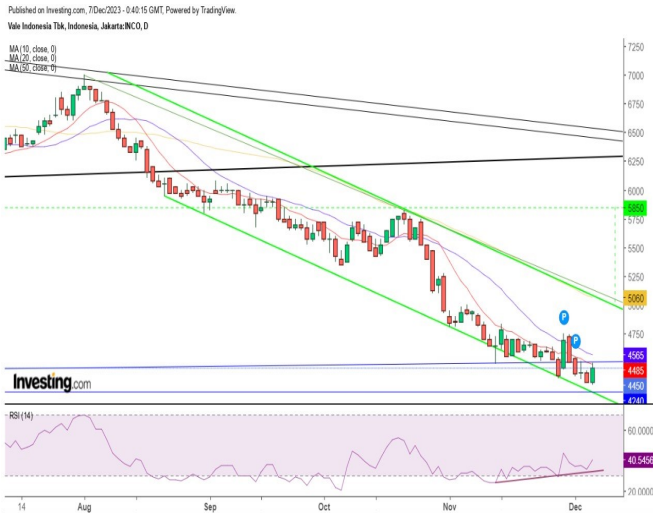 Published on Investing.com, 7/Dec/2023 - 0:40:15 GMT, Powered by TradingView.
Vale Indonesia Tbk, Indonesia, Jakarta:INCO, D
MA (10, close, 0)
MA (20, close, 0)
MA (50, close, 0)
7250
7000
6750
6500
6250
6000
5850
5750
5500
5250
5060
5000
4750
P
P
4565
4485
4450
4240
Investing.com
RSI (14)
60.0000
40.5456
20.0000
14
Aug
Sep
Oct
Nov
Dec